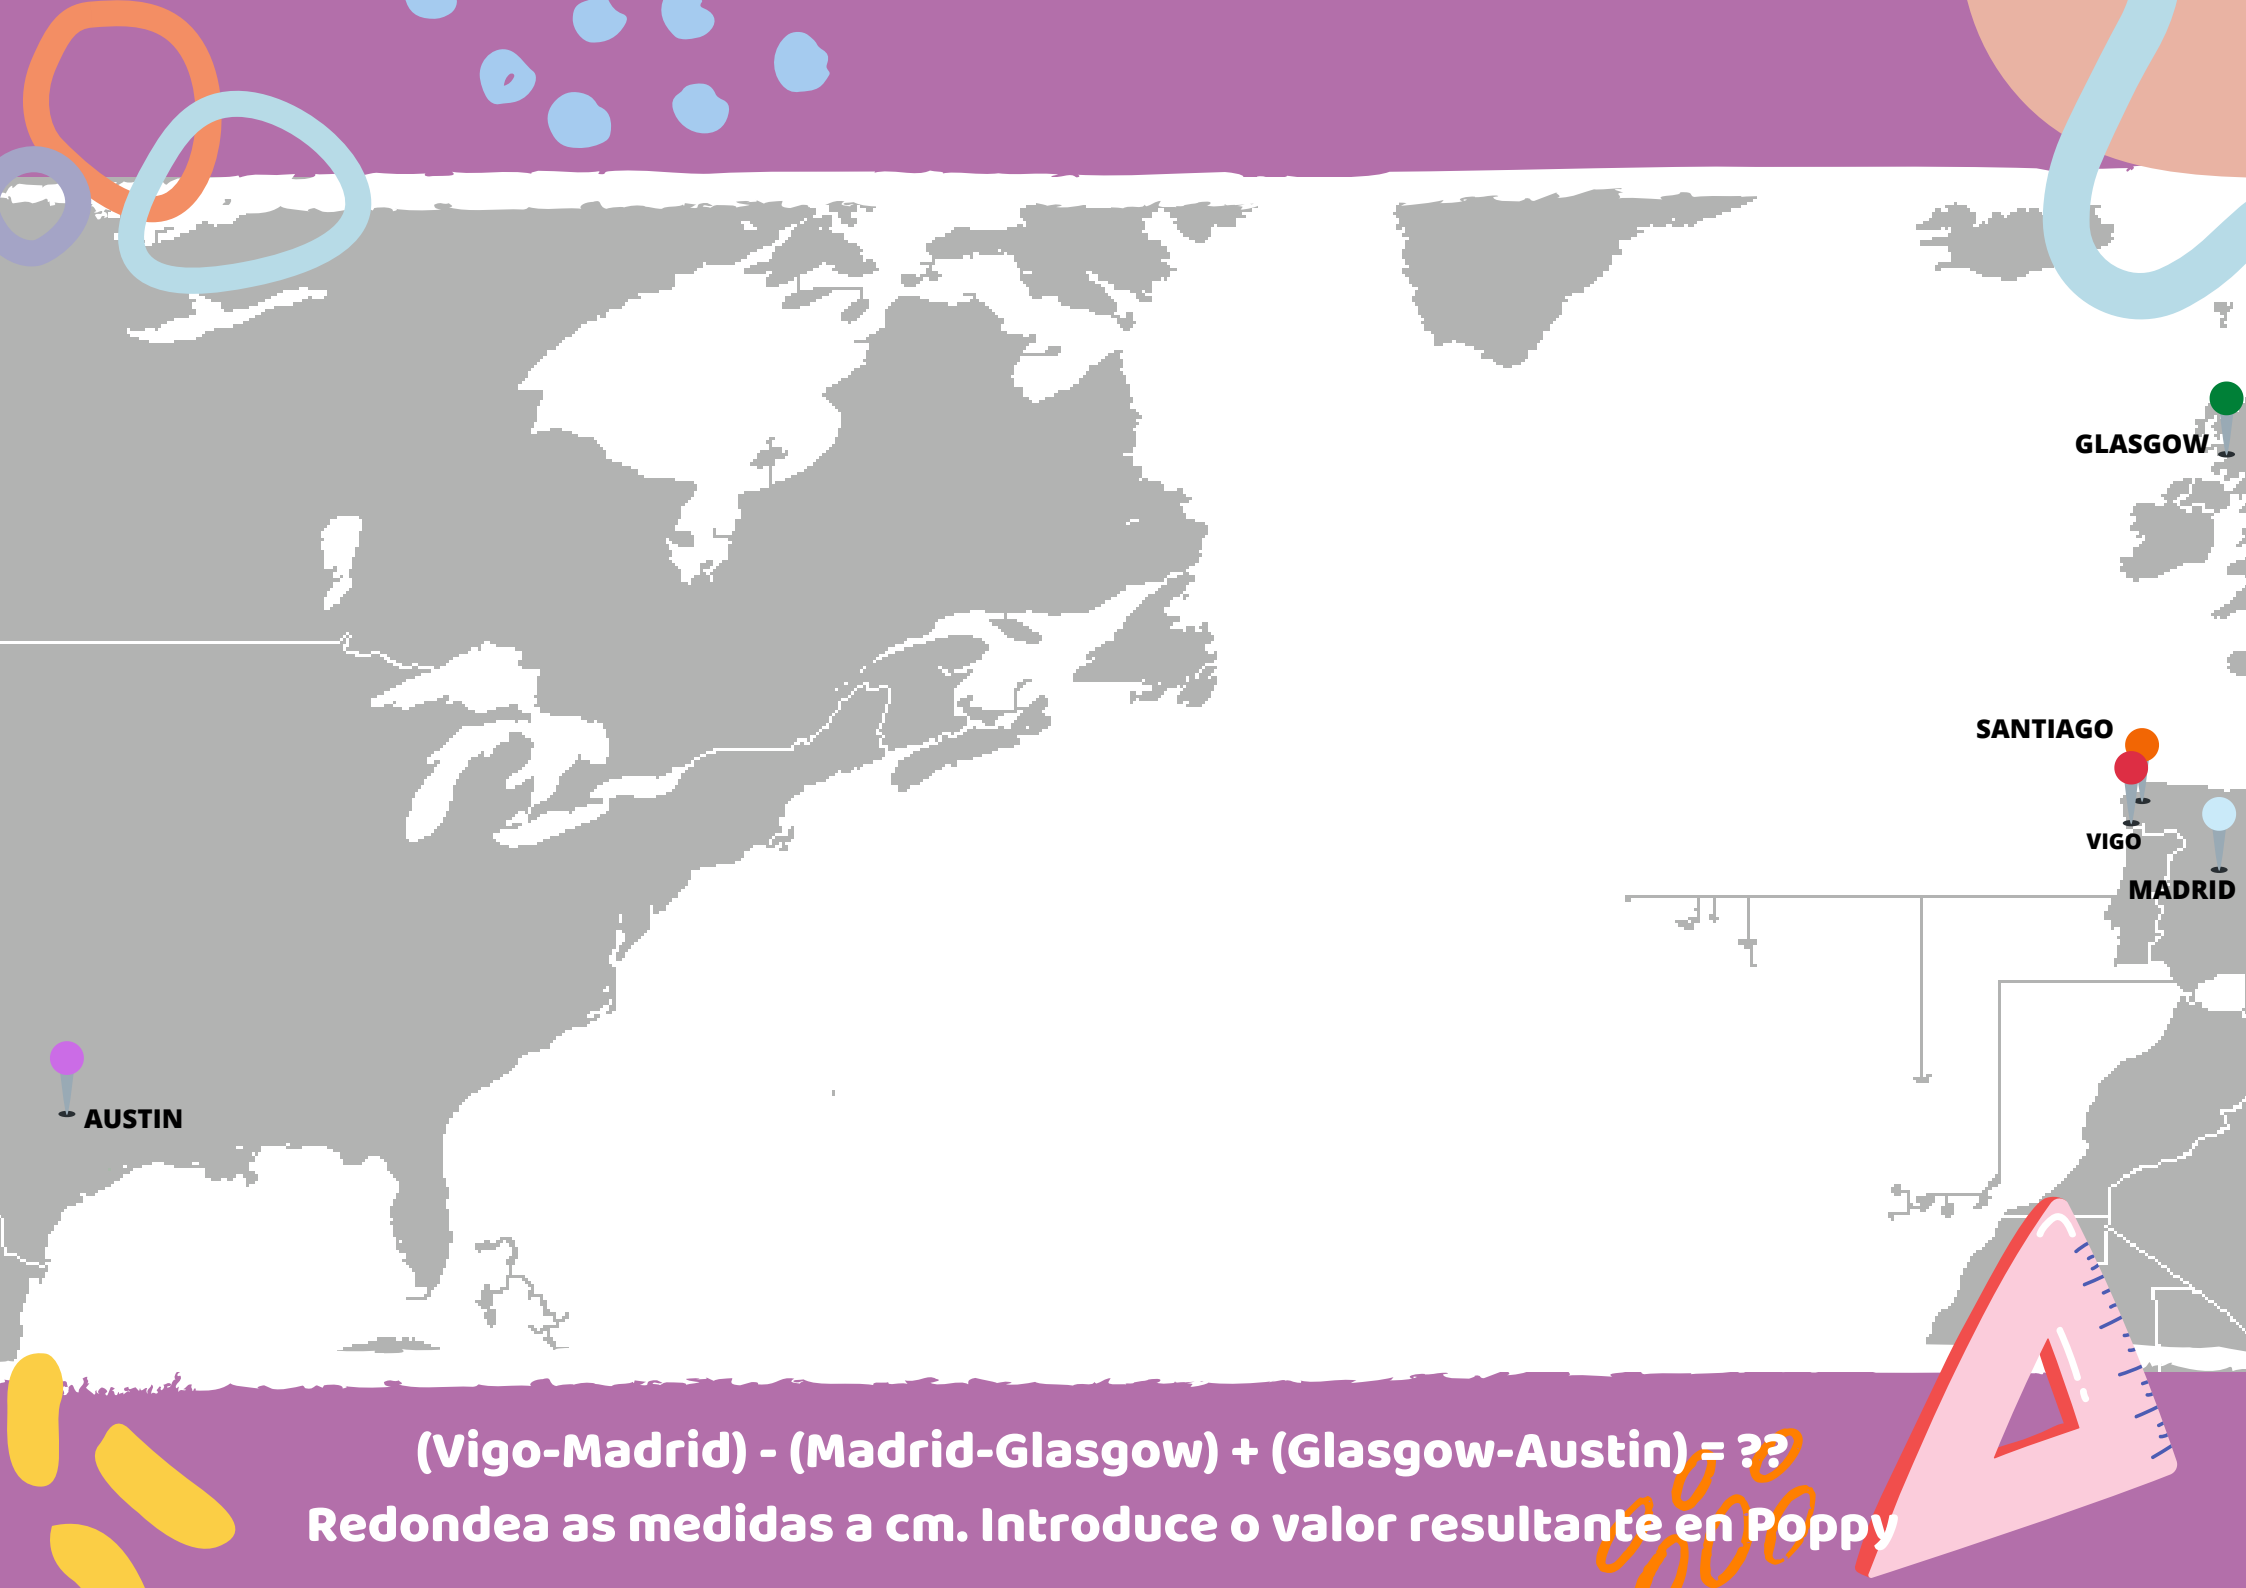 GLASGOW
SANTIAGO
VIGO
MADRID
AUSTIN
(Vigo-Madrid) - (Madrid-Glasgow) + (Glasgow-Austin) = ??
Redondea as medidas a cm. Introduce o valor resultante en Poppy